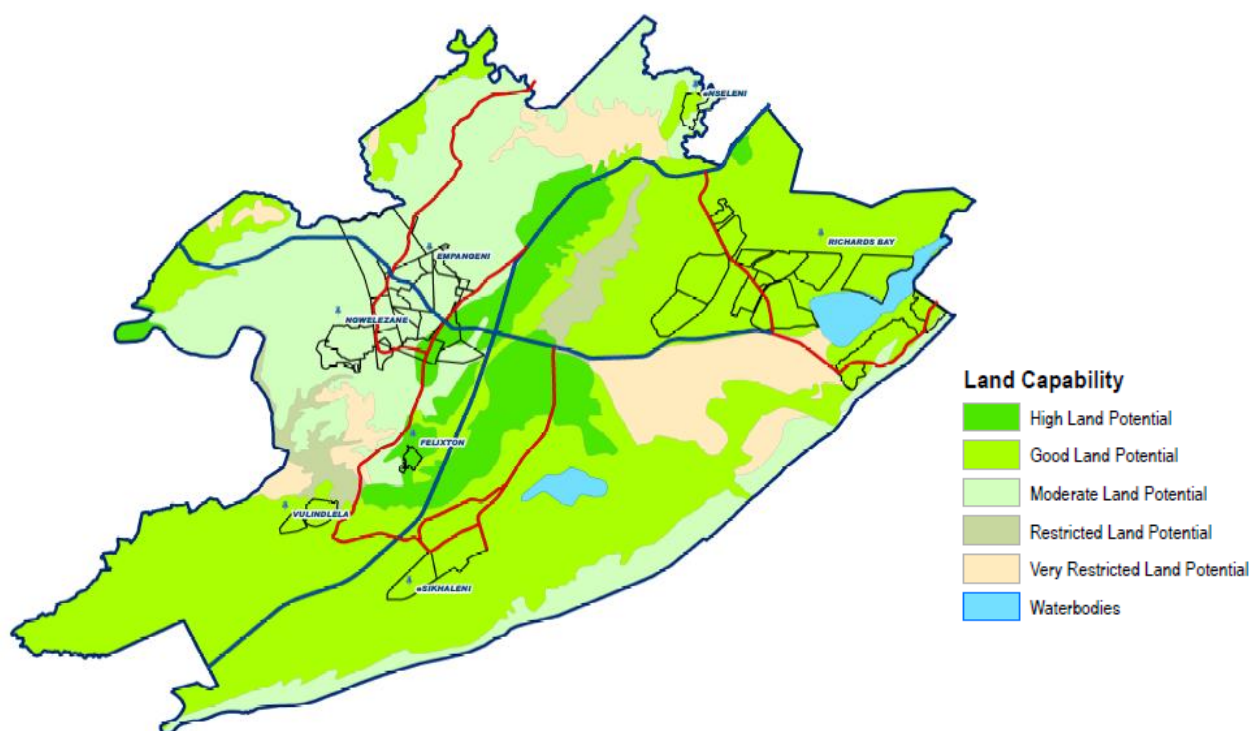 NSELENI
RICHARDS BAY
EMPANGENI
NGWELEZANE
FELIXTON
VULINDLELA
eSIKHALENI
Land Capability
High Land Potential
Good Land Potential
Moderate Land Potential
Restricted Land Potential
Very Restricted Land Potential
Waterbodies